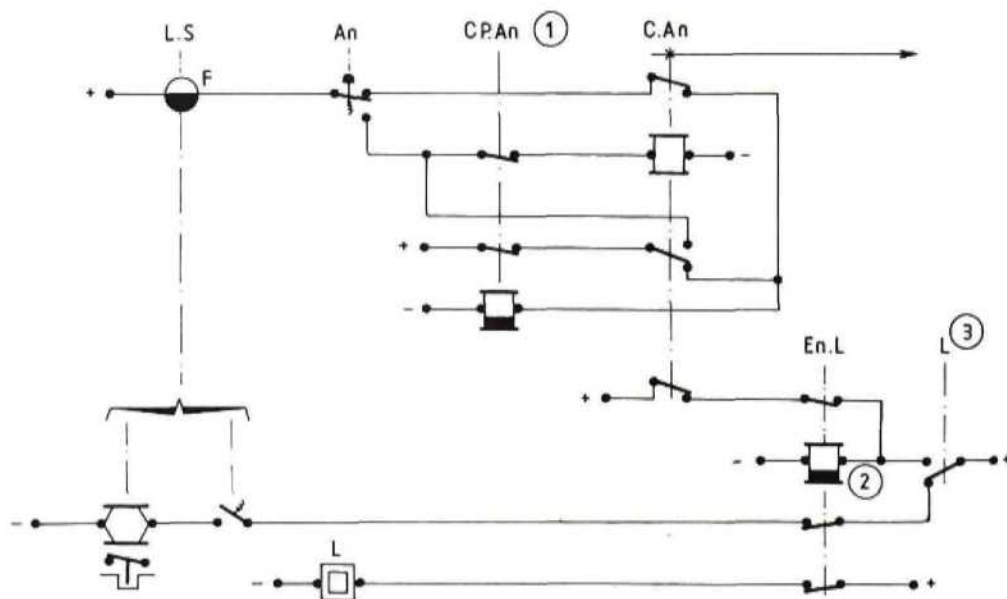 L.S An CP.An 1 C.An
F
+
-
+
-
En.L L 3
+
- +
2
-
L
- +